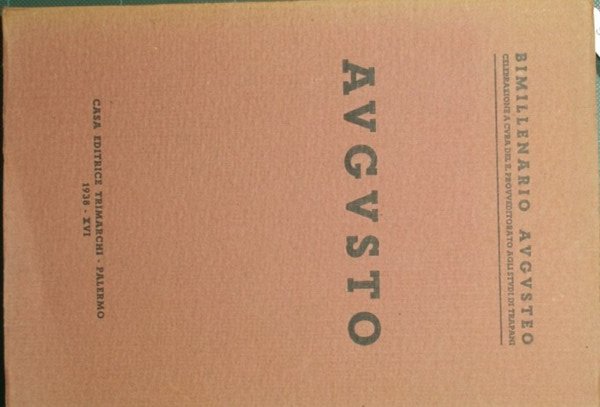 BIMILLENARIO AVGVSTEO
CELEBRAZIONE A CVRA DEL R. PROVVEDITORATO AGLI STVDI DI TRAPANI
AVGVSTO
CASA EDITRICE TRIMARCHI - PALERMO
1938 - XVI